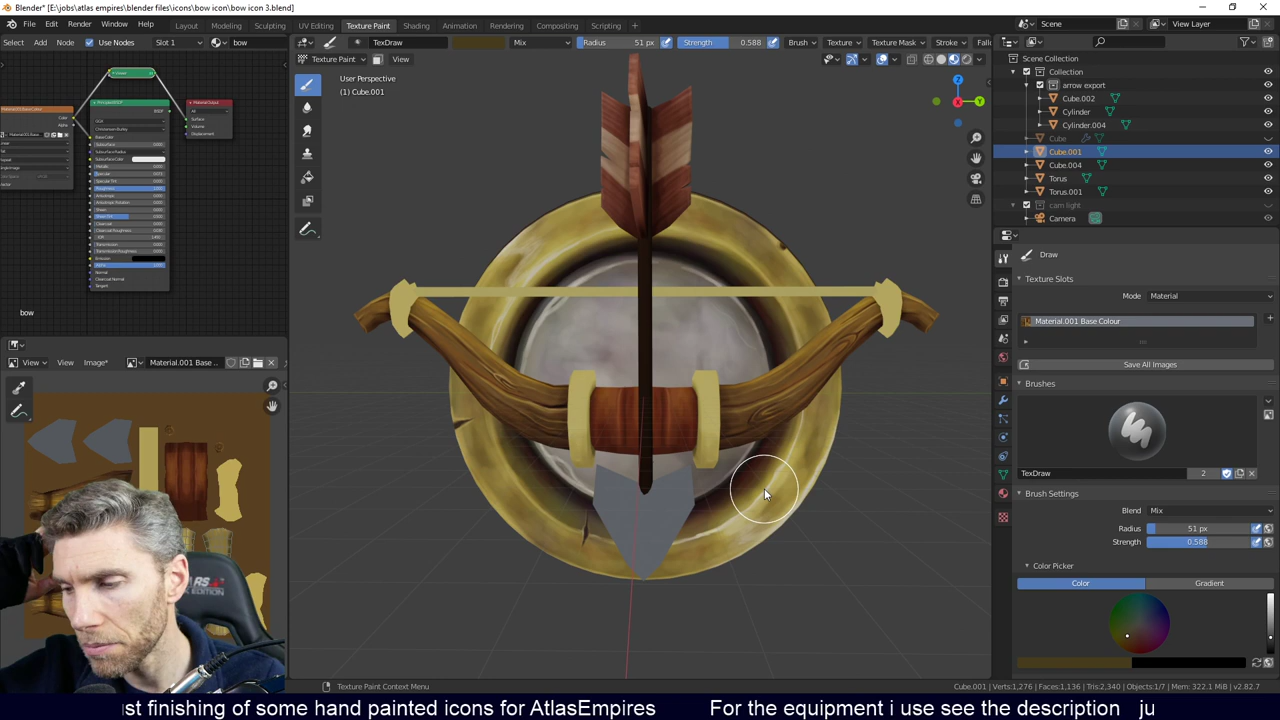 Blender* [E:\jobs\atlas empires\blender files\icons\bow icon\bow icon 3.blend]
File Edit Render Window Help Layout Modeling Sculpting UV Editing Texture Paint Shading Animation Rendering Compositing Scripting Scene View Layer
Select Add Node Use Nodes Slot 1 bow
TexDraw Mix Radius 51 px Strength 0.588 Brush Texture Texture Mask Stroke
Texture Paint View
User Perspective
(1) Cube.001
Scene Collection
Collection
arrow export
Cube.002
Cylinder
Cylinder.004
Cube
Cube.001
Cube.004
Torus
Torus.001
cam light
Camera
Draw
Texture Slots
Mode Material
Material.001 Base Colour
Save All Images
Brushes
TexDraw 2
Brush Settings
Blend Mix
Radius 51 px
Strength 0.588
Color Picker
Color Gradient
bow
View View Image* Material.001 Base ..
Texture Paint Context Menu
Cube.001 | Verts:1,276 | Faces:1,136 | Tris:2,340 | Objects:1/7 | Mem: 322.1 MiB | v2.82.7
st finishing of some hand painted icons for AtlasEmpires For the equipment i use see the description ju